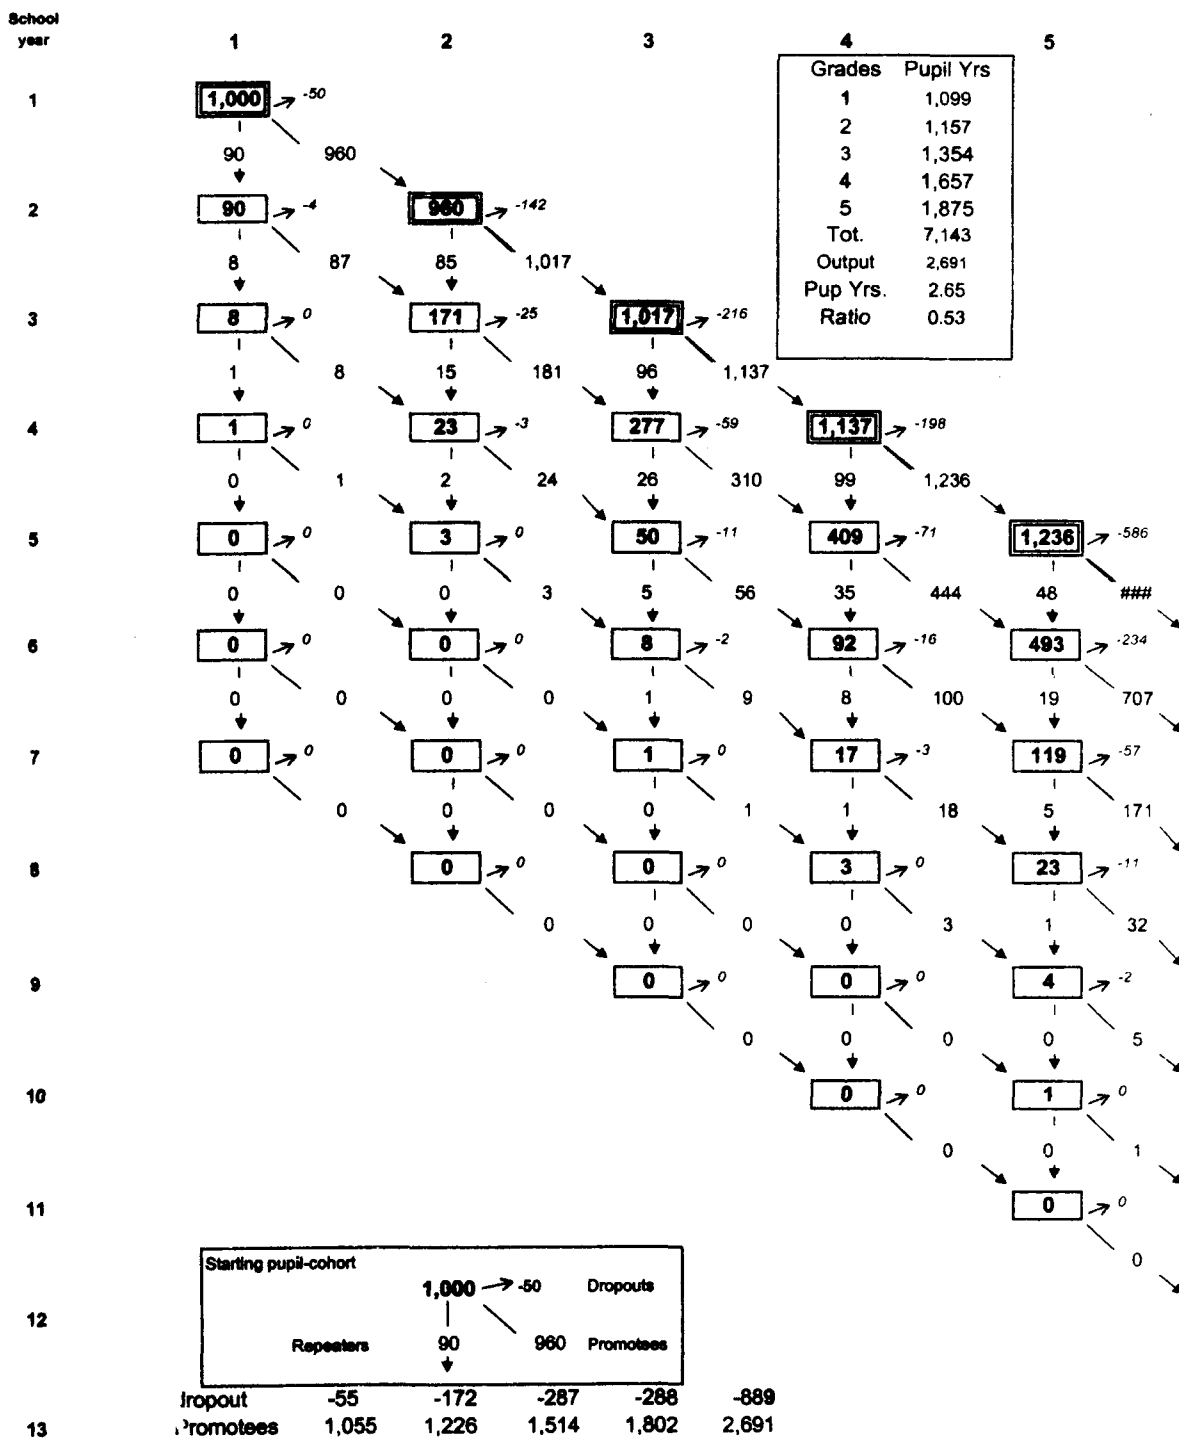 School
year 1 2 3 4 5
Grades Pupil Yrs
1 1,000 -50 1 1,099
2 1,157
90 960 3 1,354
4 1,657
2 90 -4 960 -142 5 1,875
Tot. 7,143
8 87 85 1,017 Output 2,691
Pup Yrs. 2.65
3 8 0 171 -25 1,017 -216 Ratio 0.53
1 8 15 181 96 1,137
4 1 0 23 -3 277 -59 1,137 -198
0 1 2 24 26 310 99 1,236
5 0 0 3 0 50 -11 409 -71 1,236 -586
0 0 0 3 5 56 35 444 48 ###
6 0 0 0 0 8 -2 92 -16 493 -234
0 0 0 0 1 9 8 100 19 707
7 0 0 0 0 1 0 17 -3 119 -57
0 0 0 0 1 1 18 5 171
8 0 0 0 0 3 0 23 -11
0 0 0 0 3 1 32
9 0 0 0 0 4 -2
0 0 0 0 5
10 0 0 1 0
0 0 1
11 0 0
Starting pupil-cohort 0
1,000 -50 Dropouts
12
Repeaters 90 960 Promotees
dropout -55 -172 -287 -288 -889
13 Promotees 1,055 1,226 1,514 1,802 2,691